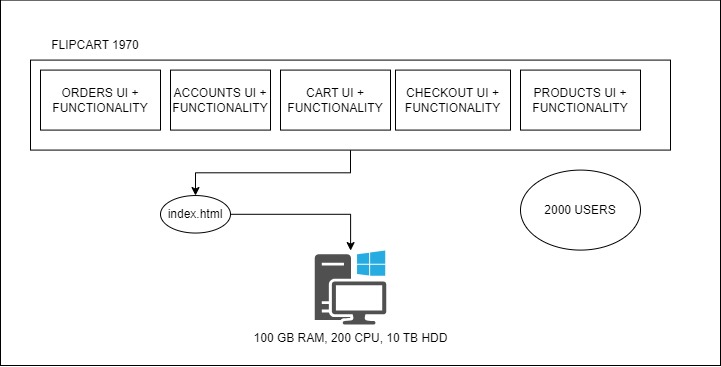 FLIPCART 1970
ORDERS UI +
FUNCTIONALITY
ACCOUNTS UI +
FUNCTIONALITY
CART UI +
FUNCTIONALITY
CHECKOUT UI +
FUNCTIONALITY
PRODUCTS UI +
FUNCTIONALITY
index.html
2000 USERS
100 GB RAM, 200 CPU, 10 TB HDD